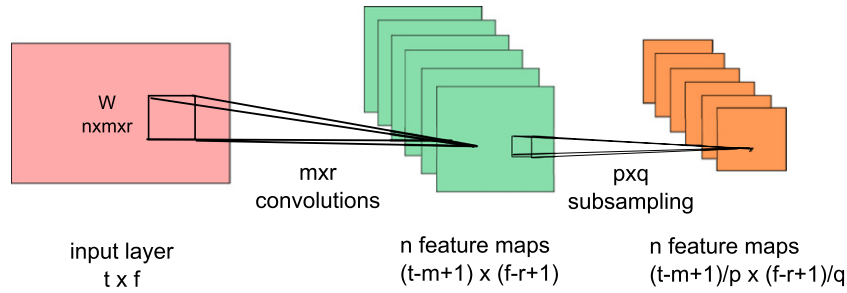 W
nxmxr
mxr
convolutions
pxq
subsampling
input layer
t x f
n feature maps
(t-m+1) x (f-r+1)
n feature maps
(t-m+1)/p x (f-r+1)/q